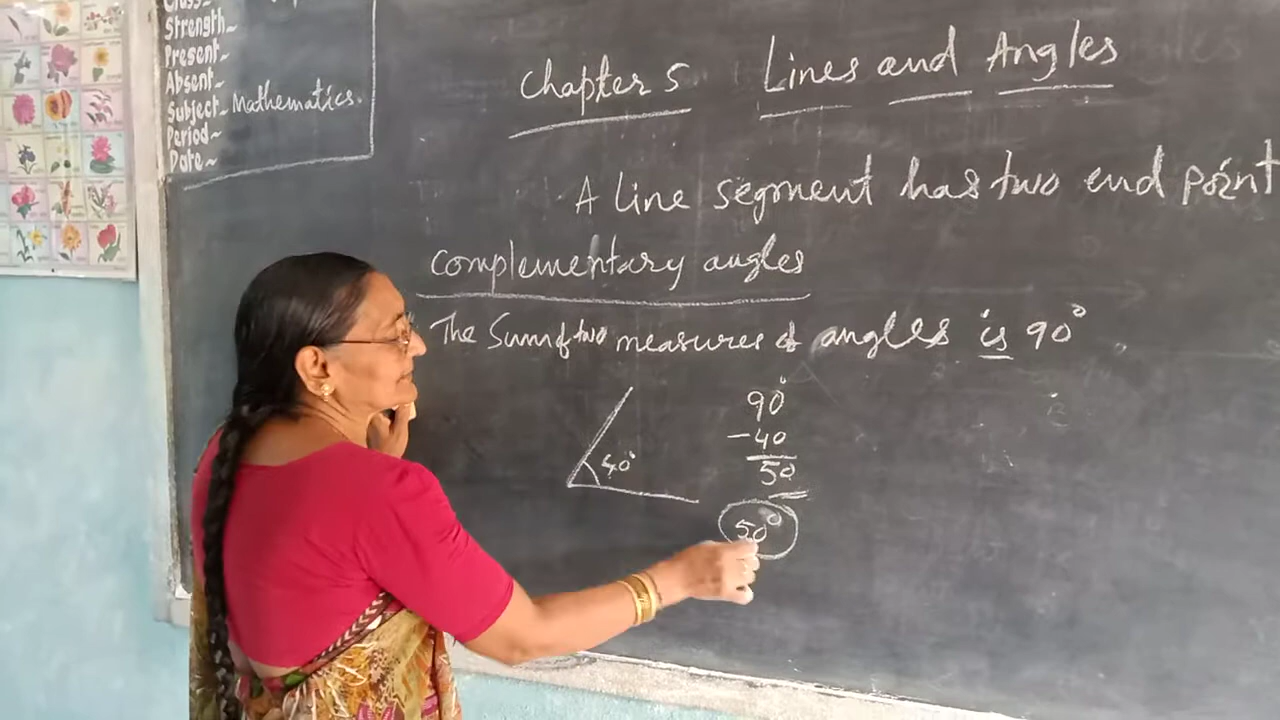 Strength~
Present~
Absent~
Subject~ Mathematics.
Period~
Date~
Chapter 5 Lines and Angles
A line segment has two end point
Complementary angles
The Sum of two measures of angles is 90°
40°
90°
-40
50
50°